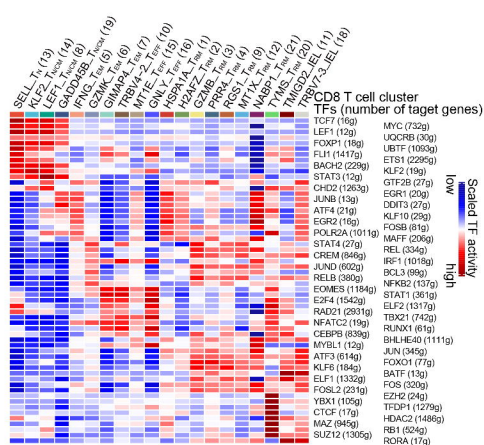 SELL_TN (13)
KLF2_TNCM (14)
LEF1_TNCM (8)
GADD45B_TNCM (19)
IFNG_TEM (5)
GZMK_TEM (6)
GIMAP4_TEM (7)
TRBV4-2_TEFF (10)
MT1E_TEFF (15)
GNLY_TEFF (16)
HSPA1A_TRM (1)
H2AFZ_TRM (2)
GZMB_TRM (3)
PRR4_TRM (4)
ROS1_TRM (9)
MT1X_TRM (12)
NABP1_TRM (21)
TYMS_TRM (20)
TMIGD2-IEL (11)
TRBV7-3_IEL (18)
CD8 T cell cluster
TFs (number of taget genes)
TCF7 (16g)
MYC (732g)
LEF1 (12g)
UQCRB (30g)
FOXP1 (18g)
UBTF (1093g)
FLI1 (1417g)
ETS1 (2295g)
BACH2 (229g)
KLF2 (19g)
STAT3 (12g)
GTF2B (27g)
CHD2 (1263g)
EGR1 (20g)
JUNB (13g)
DDIT3 (27g)
ATF4 (21g)
KLF10 (29g)
EGR2 (16g)
FOSB (81g)
POLR2A (1011g)
MAFF (206g)
STAT4 (27g)
REL (334g)
CREM (846g)
IRF1 (1018g)
JUND (602g)
BCL3 (99g)
RELB (380g)
NFKB2 (137g)
EOMES (1184g)
STAT1 (361g)
E2F4 (1542g)
ELF2 (1317g)
RAD21 (2931g)
TBX21 (742g)
NFATC2 (19g)
RUNX1 (61g)
CEBPB (839g)
BHLHE40 (1111g)
MYBL1 (12g)
JUN (345g)
ATF3 (614g)
FOXO1 (77g)
KLF6 (184g)
BATF (13g)
ELF1 (1332g)
FOS (320g)
FOSL2 (231g)
EZH2 (24g)
YBX1 (105g)
TFDP1 (1279g)
CTCF (17g)
HDAC2 (1486g)
MAZ (945g)
RB1 (524g)
SUZ12 (1305g)
RORA (17g)
Scaled TF activity
low
high